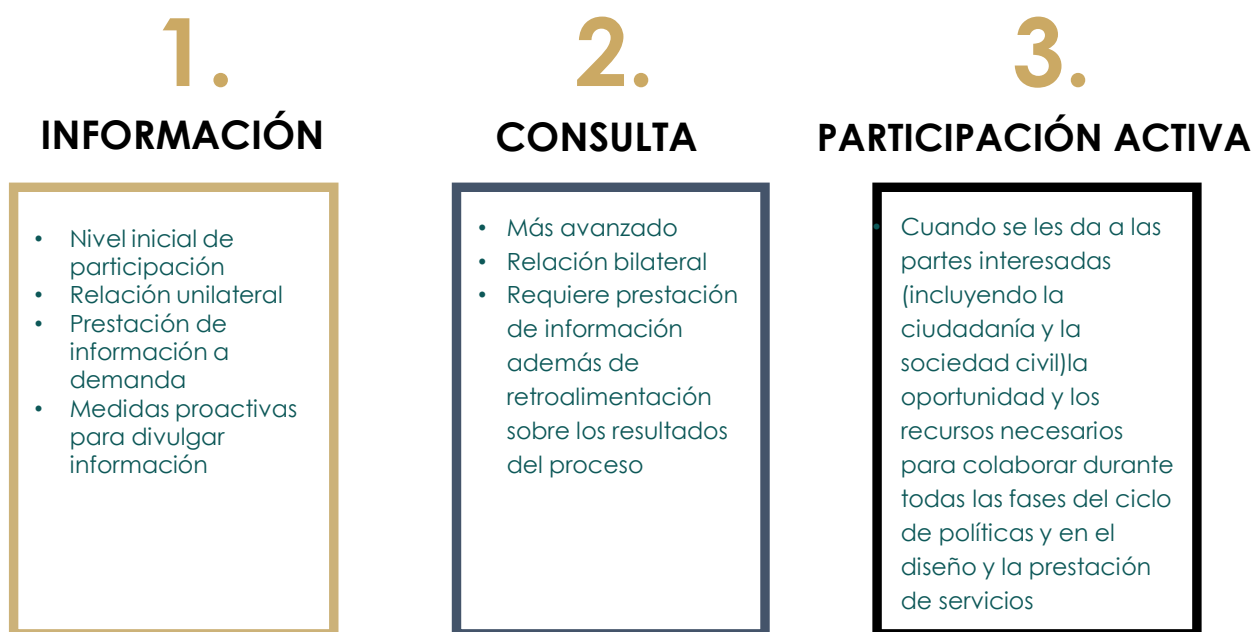 1.
INFORMACIÓN
• Nivel inicial de
participación
• Relación unilateral
• Prestación de
información a
demanda
• Medidas proactivas
para divulgar
información
2.
CONSULTA
• Más avanzado
• Relación bilateral
• Requiere prestación
de información
además de
retroalimentación
sobre los resultados
del proceso
3.
PARTICIPACIÓN ACTIVA
• Cuando se les da a las
partes interesadas
(incluyendo la
ciudadanía y la
sociedad civil)la
oportunidad y los
recursos necesarios
para colaborar durante
todas las fases del ciclo
de políticas y en el
diseño y la prestación
de servicios